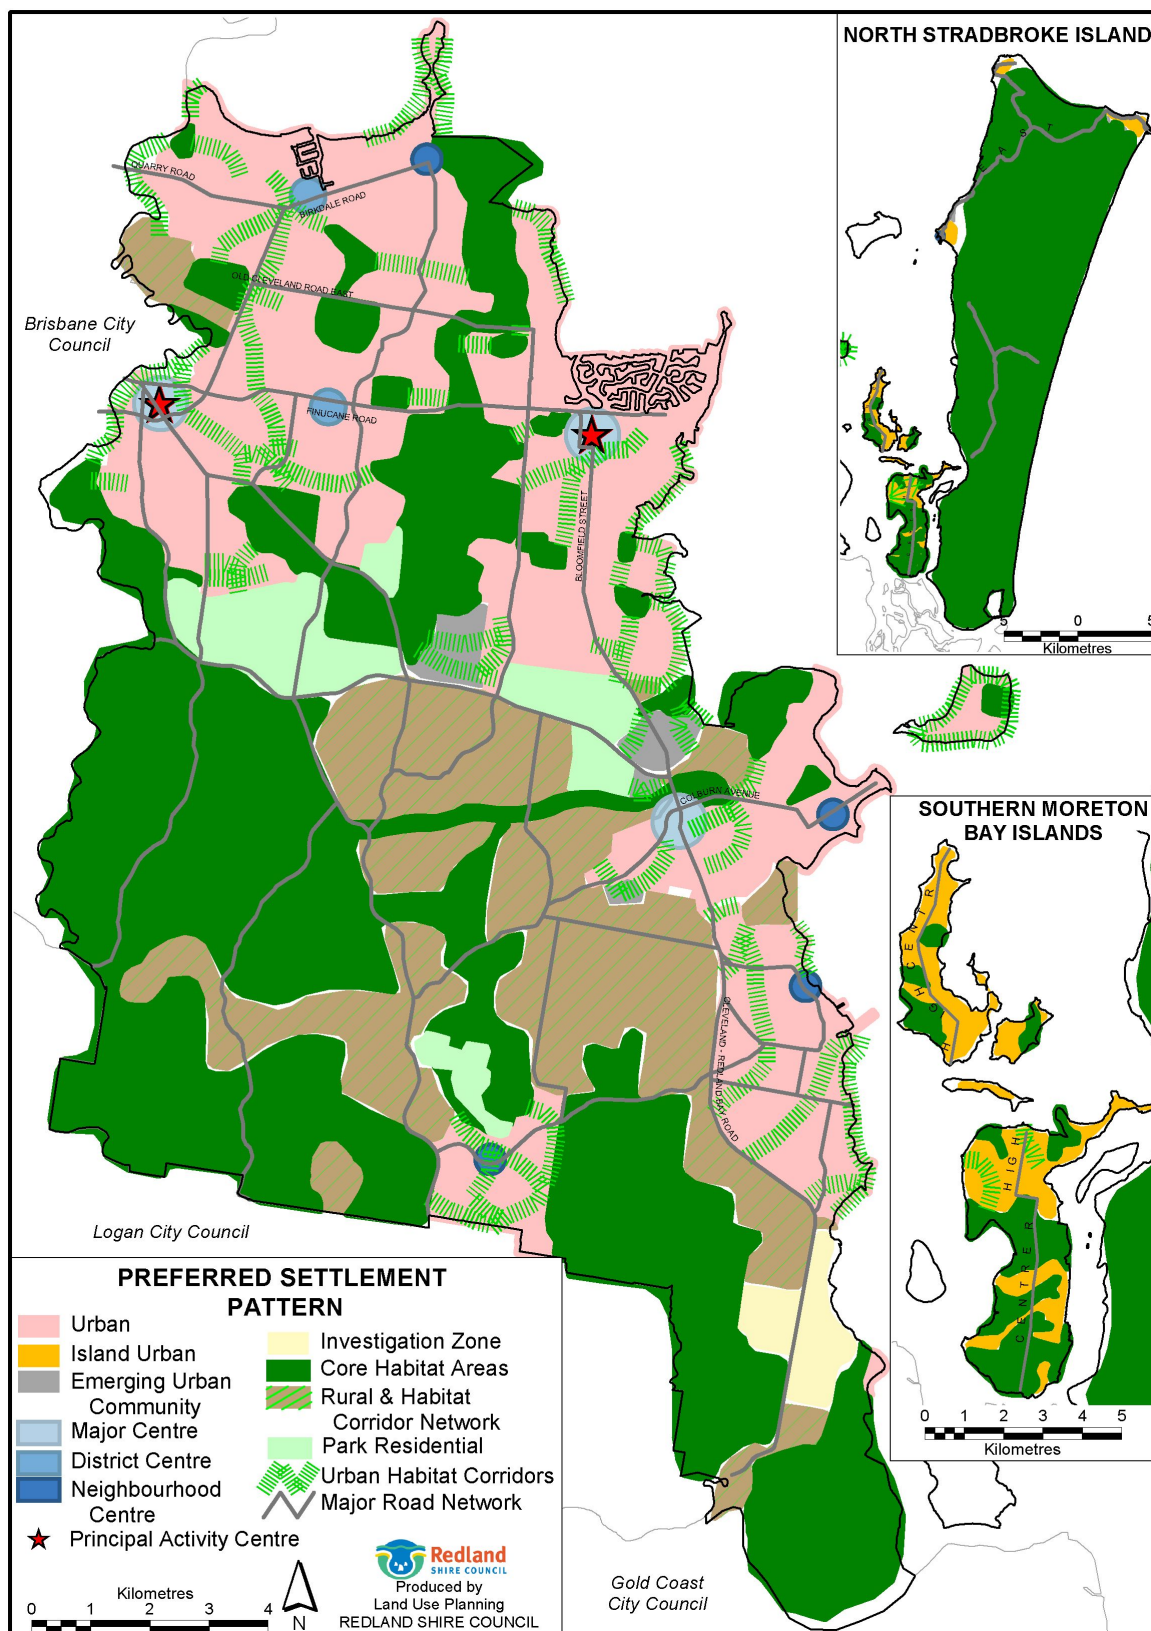 NORTH STRADBROKE ISLAND
QUARRY ROAD
BIRKDALE ROAD
OLD CLEVELAND ROAD EAST
Brisbane City
Council
FINUCANE ROAD
BLOOMFIELD STREET
EAST
5 0 5
Kilometres
COLBURN AVENUE
CLEVELAND - REDLAND BAY ROAD
SOUTHERN MORETON
BAY ISLANDS
HIGH CENTR
HIGH
CENTRE R
0 1 2 3 4 5
Kilometres
Logan City Council
Gold Coast
City Council
PREFERRED SETTLEMENT
PATTERN
Urban
Island Urban
Emerging Urban
Community
Major Centre
District Centre
Neighbourhood
Centre
Principal Activity Centre
Investigation Zone
Core Habitat Areas
Rural & Habitat
Corridor Network
Park Residential
Urban Habitat Corridors
Major Road Network
Kilometres
0 1 2 3 4
N
Redland
SHIRE COUNCIL
Produced by
Land Use Planning
REDLAND SHIRE COUNCIL